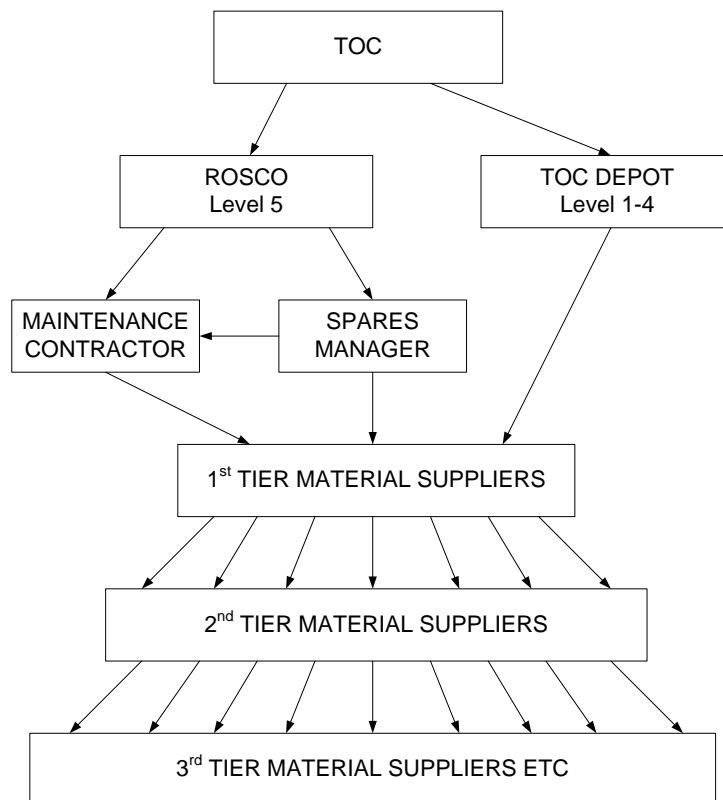 TOC
ROSCO
Level 5
TOC DEPOT
Level 1-4
MAINTENANCE
CONTRACTOR
SPARES
MANAGER
1st TIER MATERIAL SUPPLIERS
2nd TIER MATERIAL SUPPLIERS
3rd TIER MATERIAL SUPPLIERS ETC